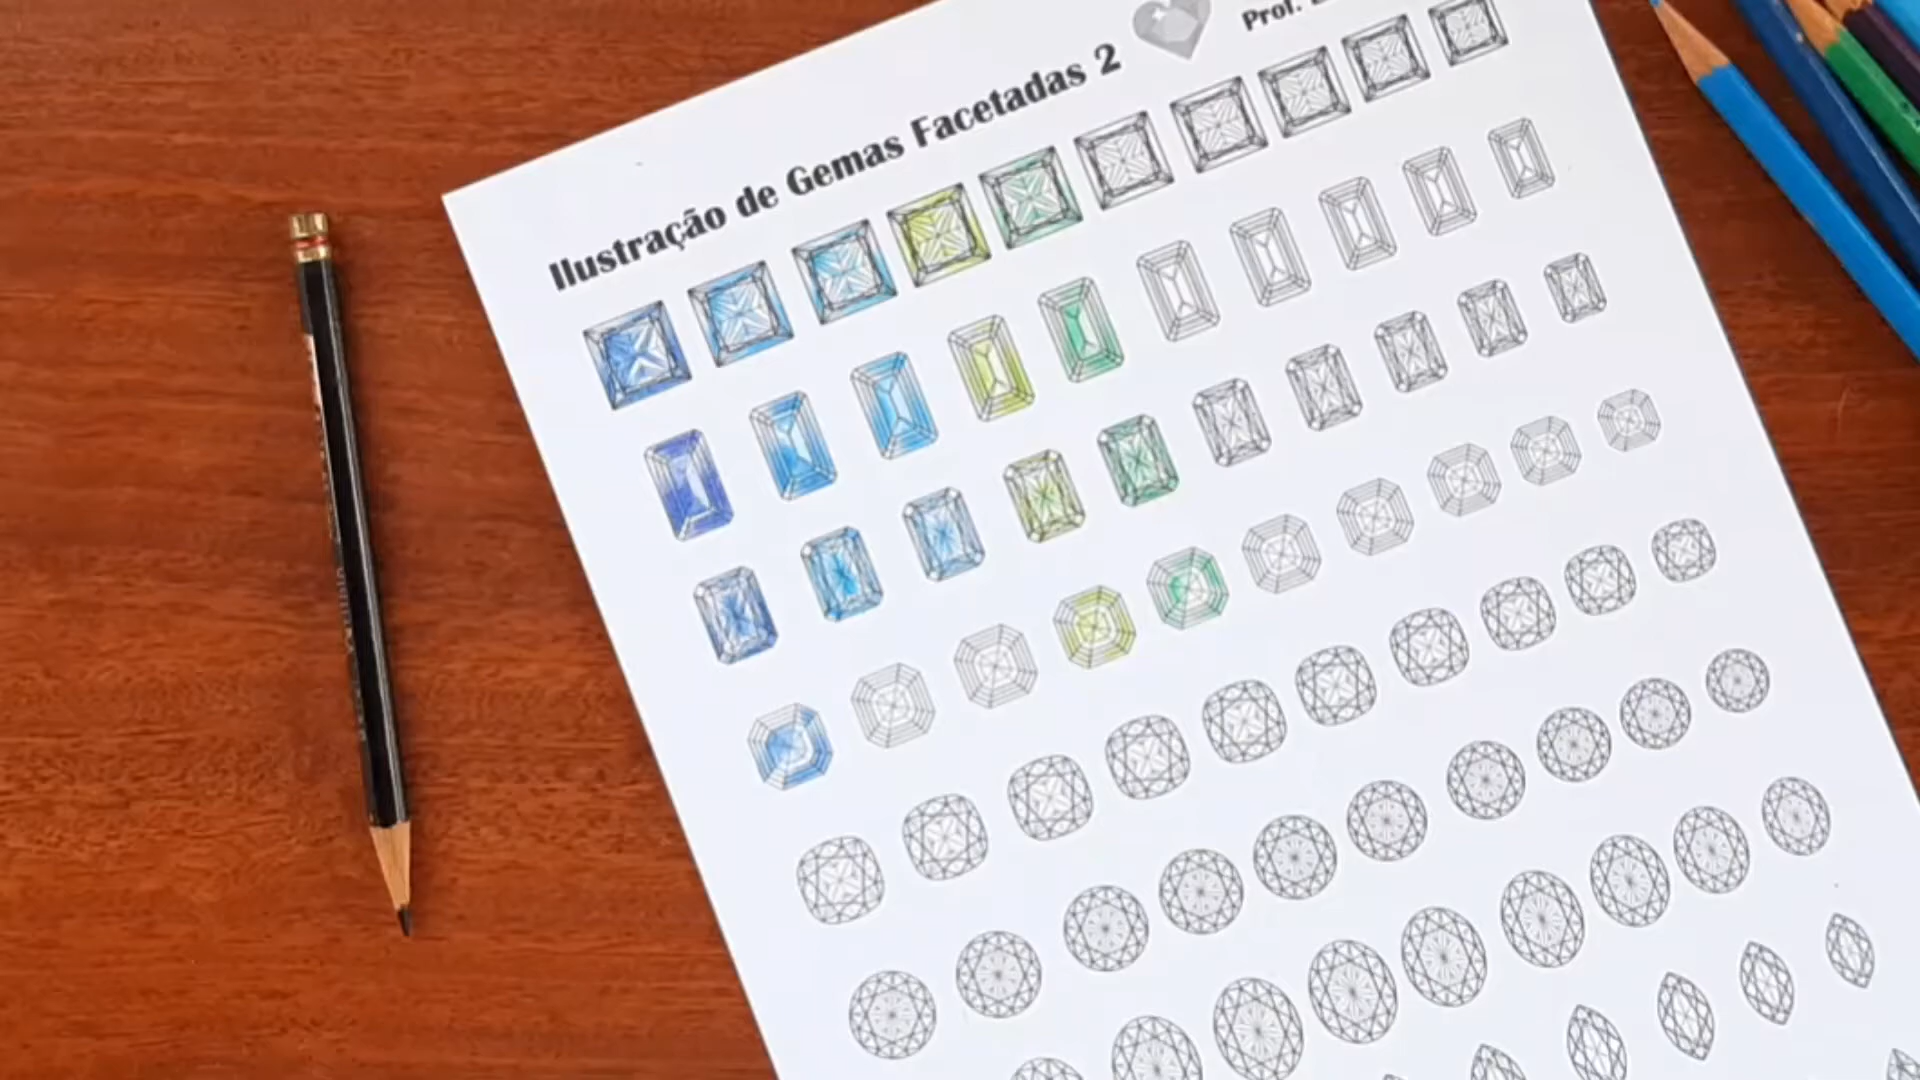 Ilustração de Gemas Facetadas 2
Prof.